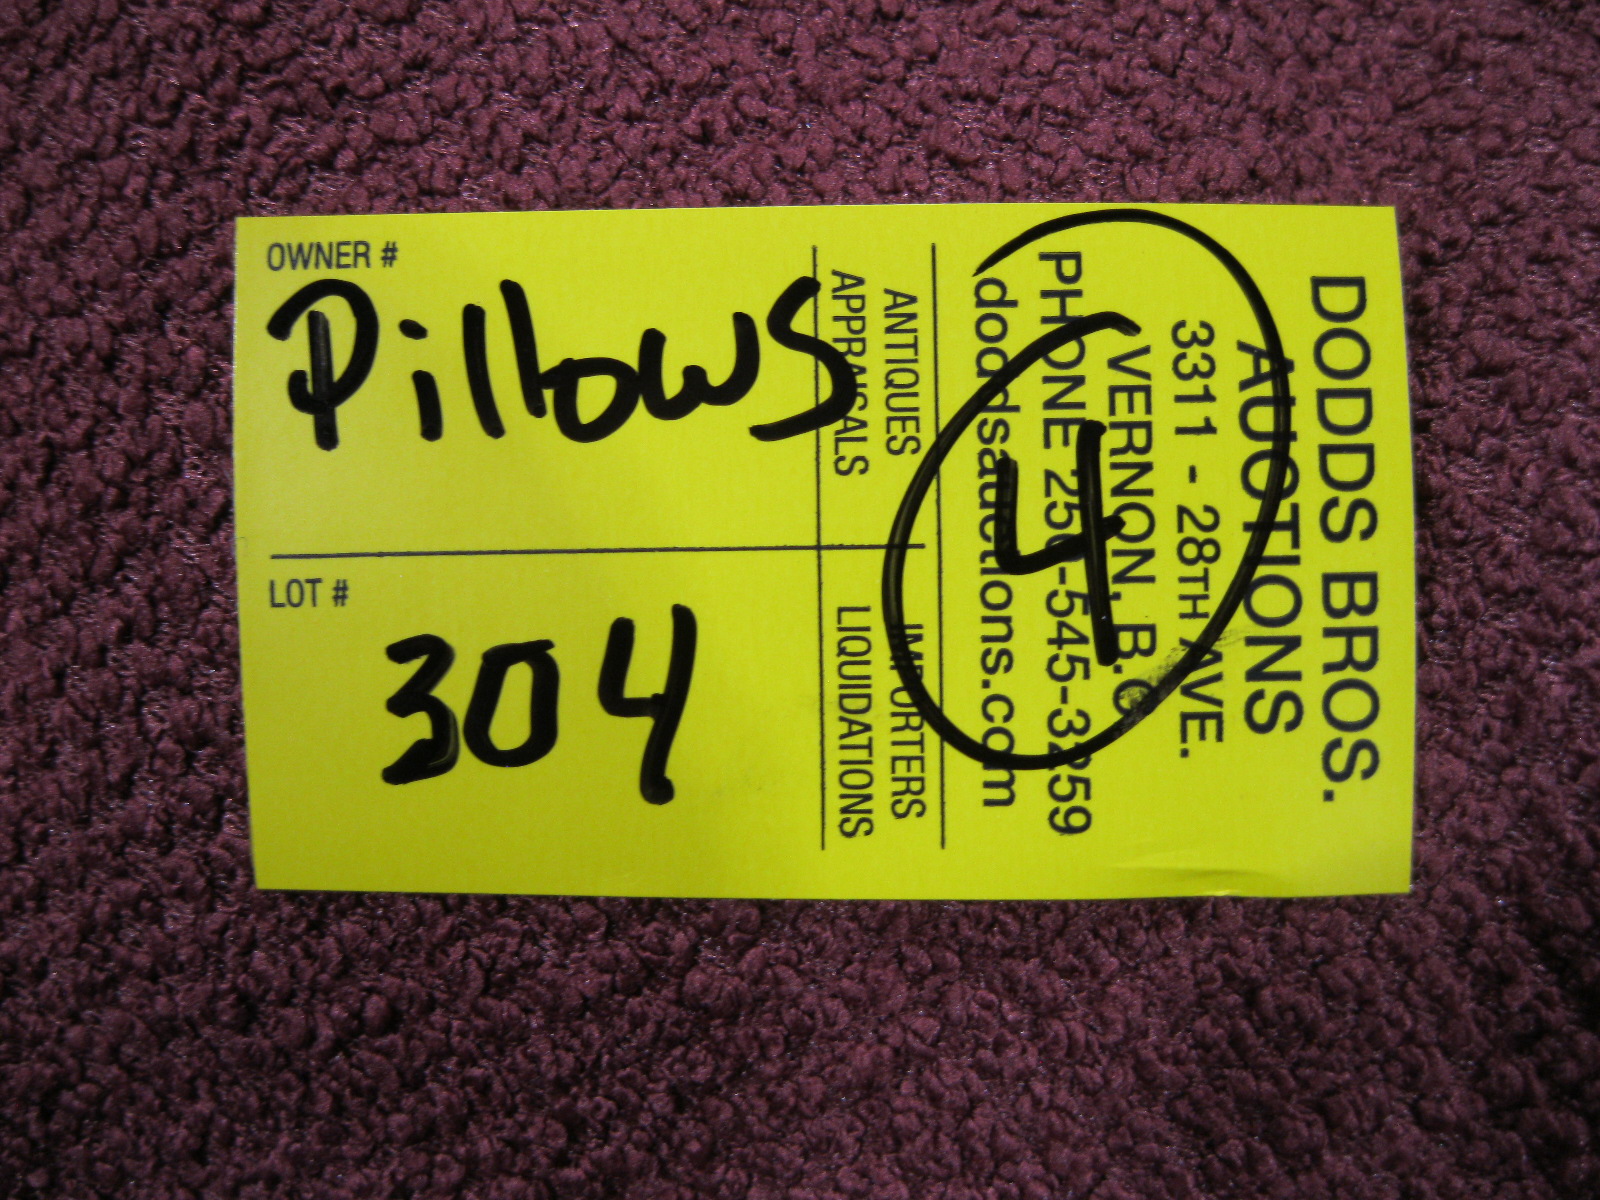 OWNER #
Pillows
LOT #
304
DODDS BROS.
AUCTIONS
3311 - 28TH AVE.
VERNON, B.C.
PHONE 250-545-3259
doddsauctions.com
4
ANTIQUES IMPORTERS
APPRAISALS LIQUIDATIONS